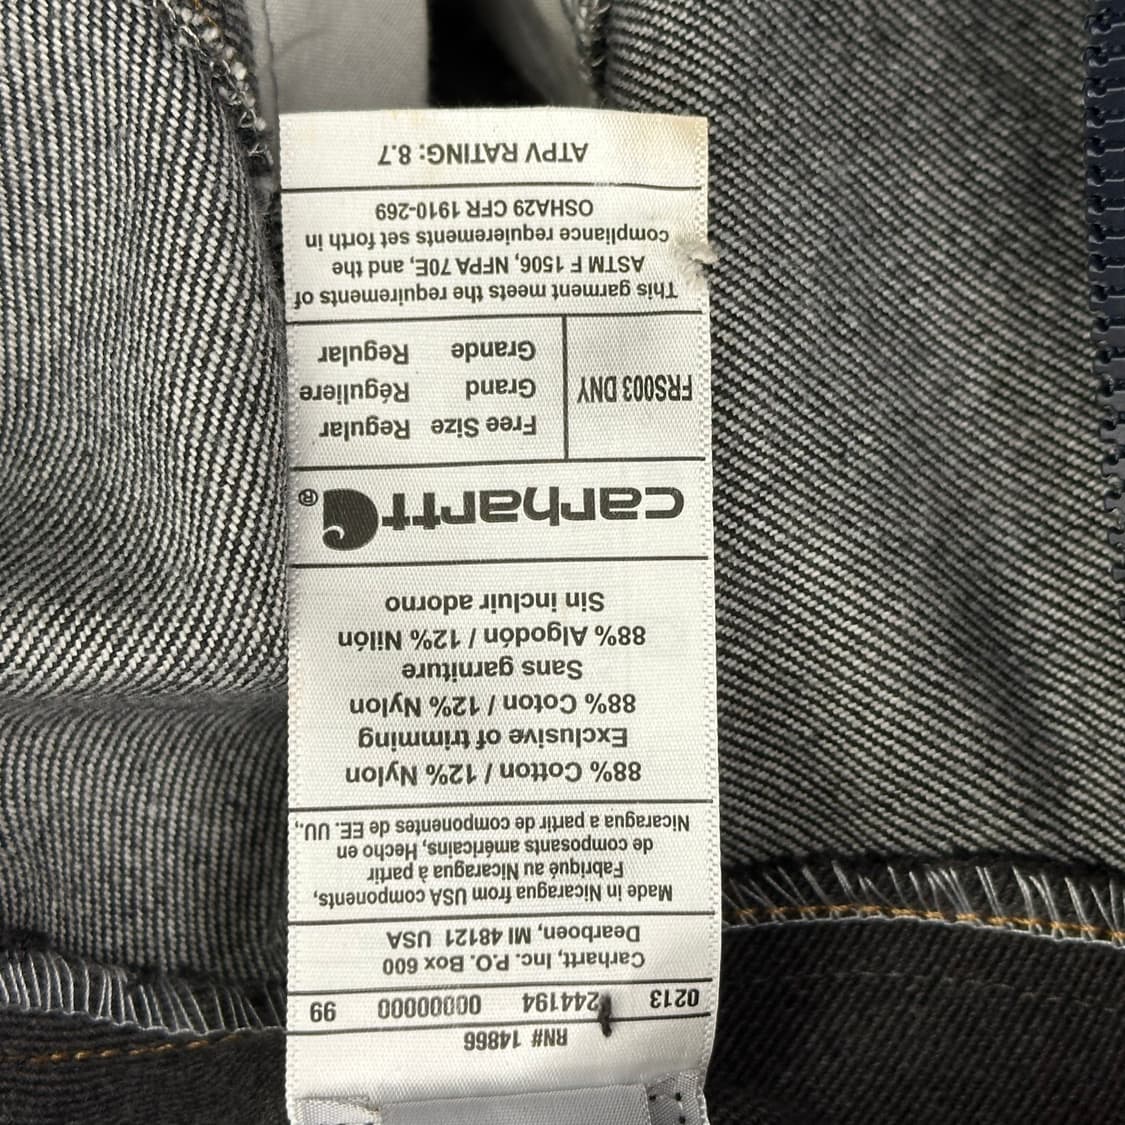 RN# 14866
0213 244194 0000000 99
Carhartt, Inc. P.O. Box 600
Dearboen, MI 48121 USA
Made in Nicaragua from USA components,
Fabriqué au Nicaragua à partir
de composants américains, Hecho en
Nicaragua a partir de componentes de EE. UU.,
88% Cotton / 12% Nylon
Exclusive of trimming
88% Coton / 12% Nylon
Sans garniture
88% Algodón / 12% Nilón
Sin incluir adorno
carhartt ®
FRS003 DNY
Free Size Regular
Grand Réguliere
Grande Regular
This garment meets the requirements of
ASTM F 1506, NFPA 70E, and the
compliance requierements set forth in
OSHA29 CFR 1910-269
ATPV RATING: 8.7